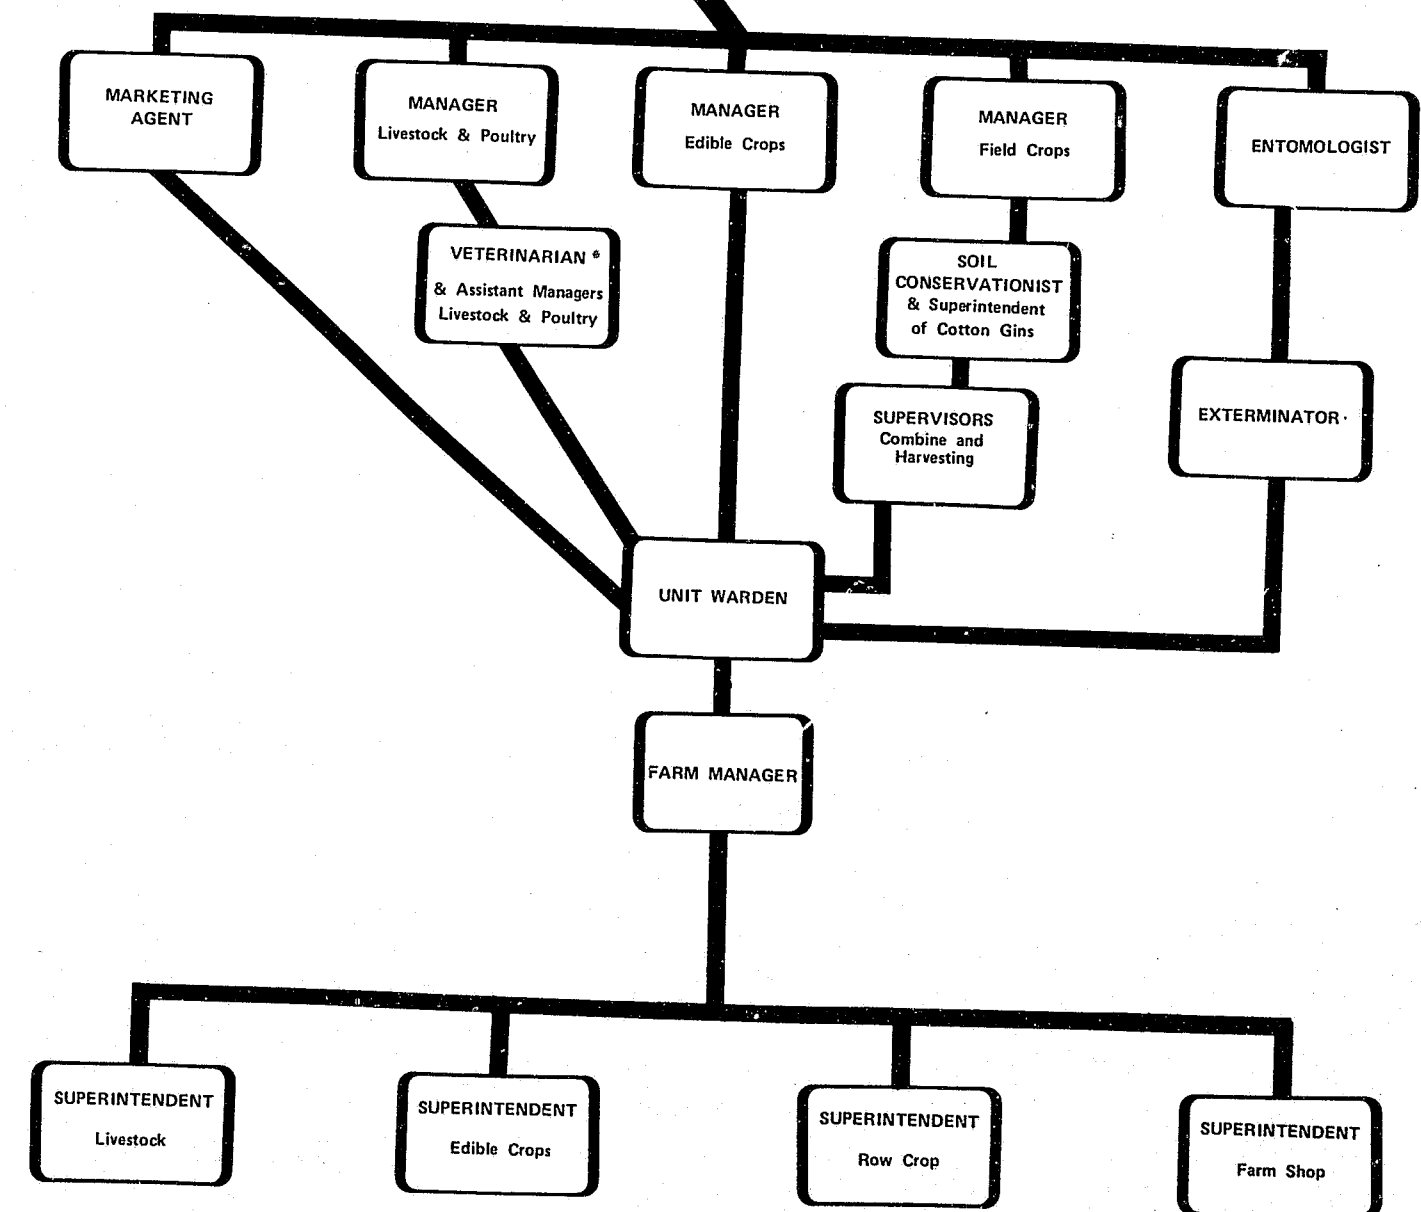 MARKETING
AGENT
MANAGER
Livestock & Poultry
MANAGER
Edible Crops
MANAGER
Field Crops
ENTOMOLOGIST
VETERINARIAN *
& Assistant Managers
Livestock & Poultry
SOIL
CONSERVATIONIST
& Superintendent
of Cotton Gins
SUPERVISORS
Combine and
Harvesting
EXTERMINATOR
UNIT WARDEN
FARM MANAGER
SUPERINTENDENT
Livestock
SUPERINTENDENT
Edible Crops
SUPERINTENDENT
Row Crop
SUPERINTENDENT
Farm Shop